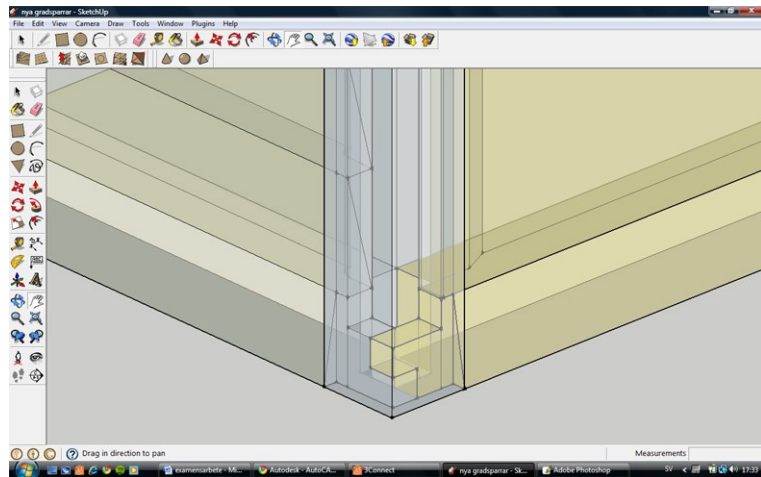 nya gradsparrar - SketchUp
File Edit View Camera Draw Tools Window Plugins Help
Drag in direction to pan
Measurements
examensarbete - Mi...
Autodesk - AutoCA...
3Connect
nya gradsparrar - Sk...
Adobe Photoshop
SV
17:33